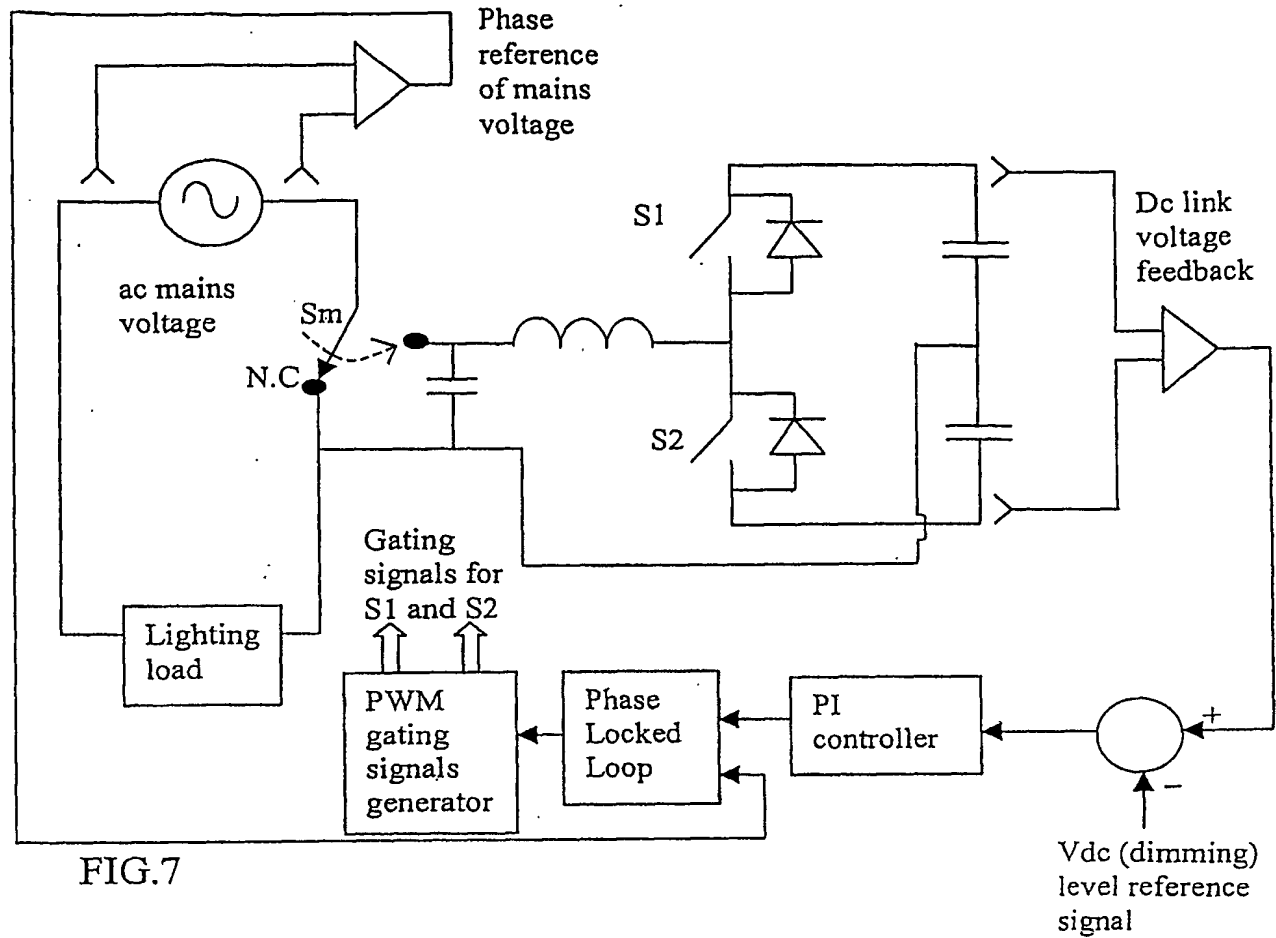 Phase
reference
of mains
voltage
S1
Dc link
voltage
feedback
ac mains
voltage
Sm
N.C
S2
Gating
signals for
S1 and S2
Lighting
load
PWM
gating
signals
generator
Phase
Locked
Loop
PI
controller
+
−
Vdc (dimming)
level reference
signal
FIG.7